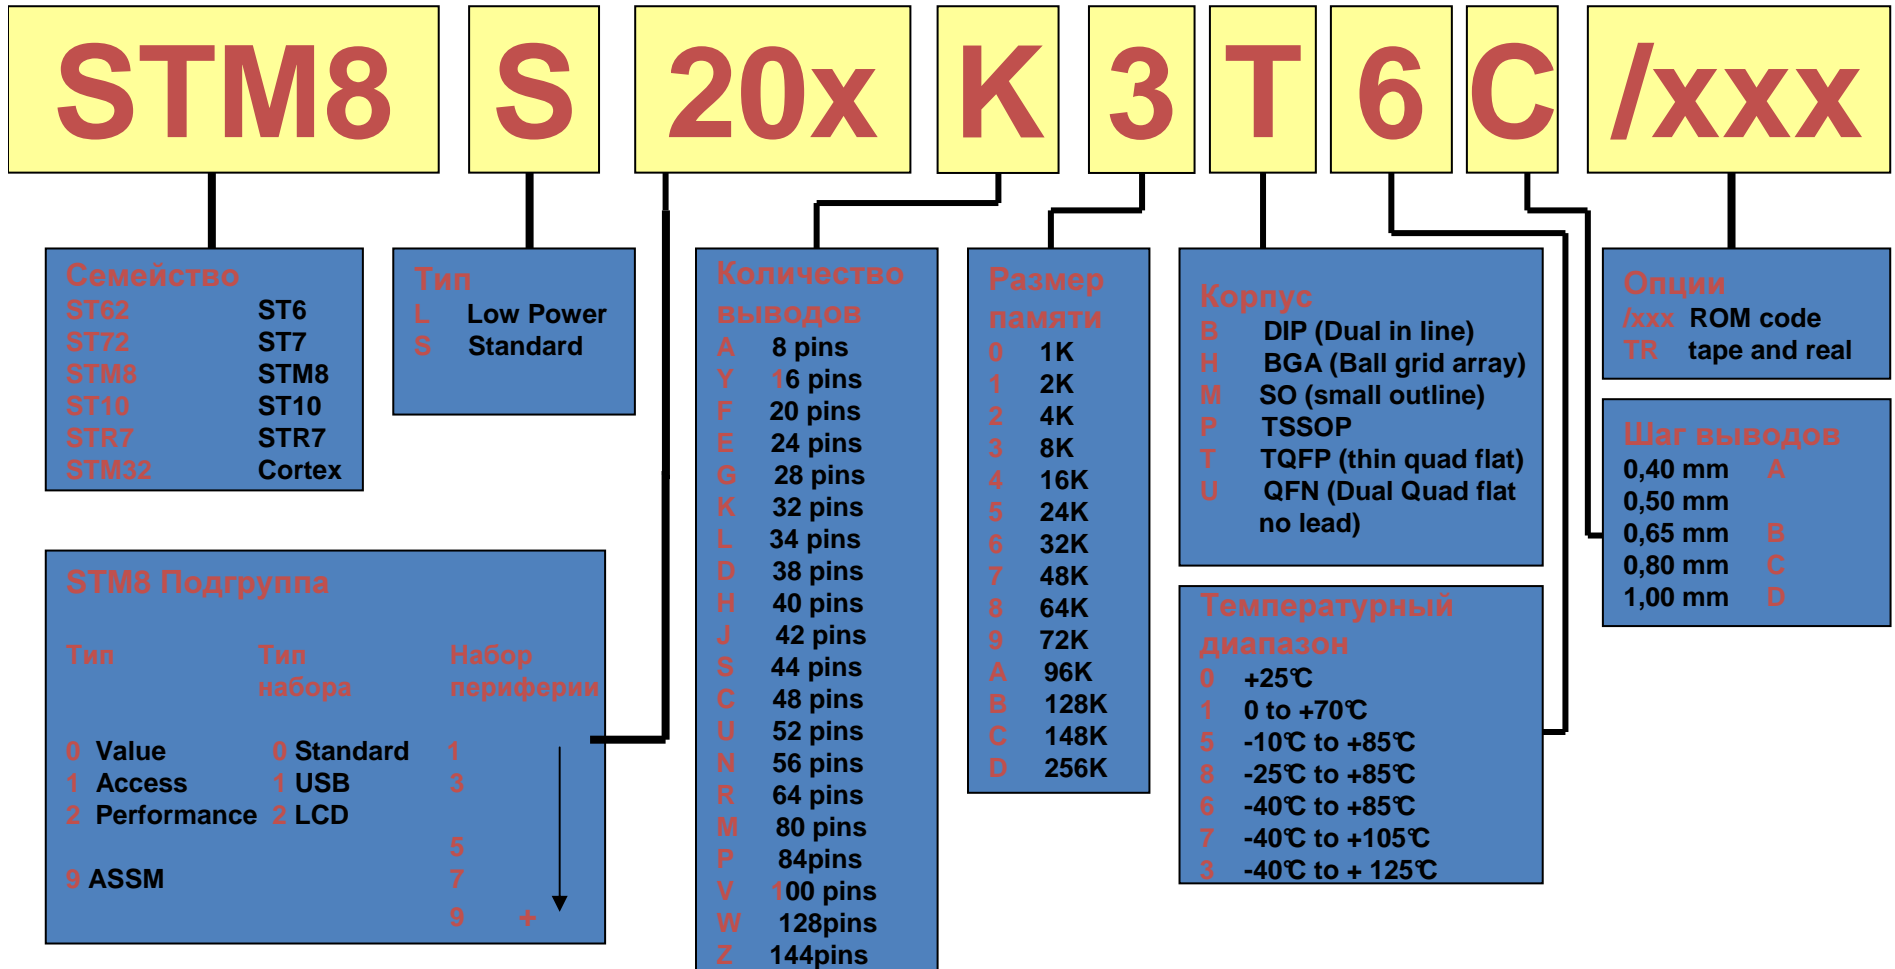 STM8 S 20x K 3 T 6 C /xxx
Семейство
ST62 ST6
ST72 ST7
STM8 STM8
ST10 ST10
STR7 STR7
STM32 Cortex
Тип
L Low Power
S Standard
STM8 Подгруппа
Тип Тип набора Набор периферии
0 Value 0 Standard 1
1 Access 1 USB 3
2 Performance 2 LCD
5
9 ASSM 7
9 +
Количество
выводов
A 8 pins
Y 16 pins
F 20 pins
E 24 pins
G 28 pins
K 32 pins
L 34 pins
D 38 pins
H 40 pins
J 42 pins
S 44 pins
C 48 pins
U 52 pins
N 56 pins
R 64 pins
M 80 pins
P 84pins
V 100 pins
W 128pins
Z 144pins
Размер
памяти
0 1K
1 2K
2 4K
3 8K
4 16K
5 24K
6 32K
7 48K
8 64K
9 72K
A 96K
B 128K
C 148K
D 256K
Корпус
B DIP (Dual in line)
H BGA (Ball grid array)
M SO (small outline)
P TSSOP
T TQFP (thin quad flat)
U QFN (Dual Quad flat
no lead)
Температурный
диапазон
0 +25°C
1 0 to +70°C
5 -10°C to +85°C
8 -25°C to +85°C
6 -40°C to +85°C
7 -40°C to +105°C
3 -40°C to + 125°C
Опции
/xxx ROM code
TR tape and real
Шаг выводов
0,40 mm A
0,50 mm
0,65 mm B
0,80 mm C
1,00 mm D